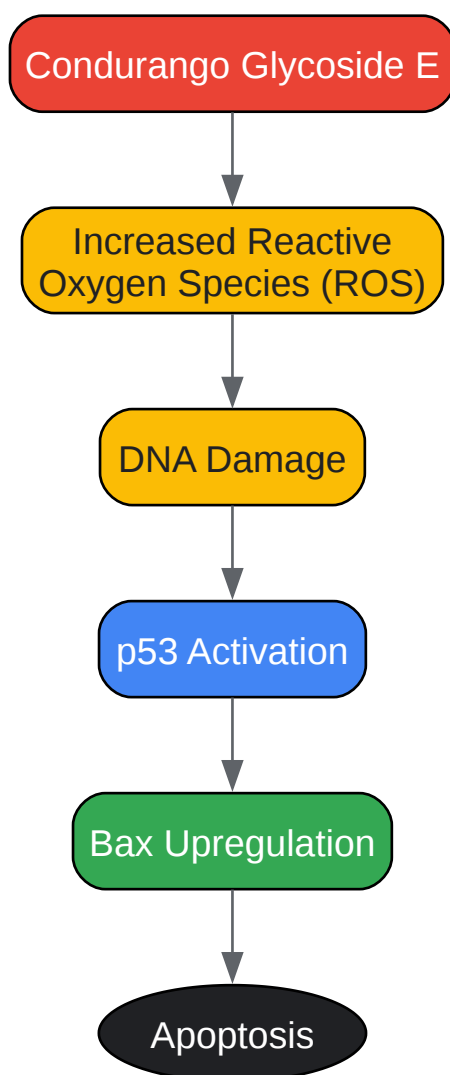 Condurango Glycoside E
Increased Reactive
Oxygen Species (ROS)
DNA Damage
p53 Activation
Bax Upregulation
Apoptosis